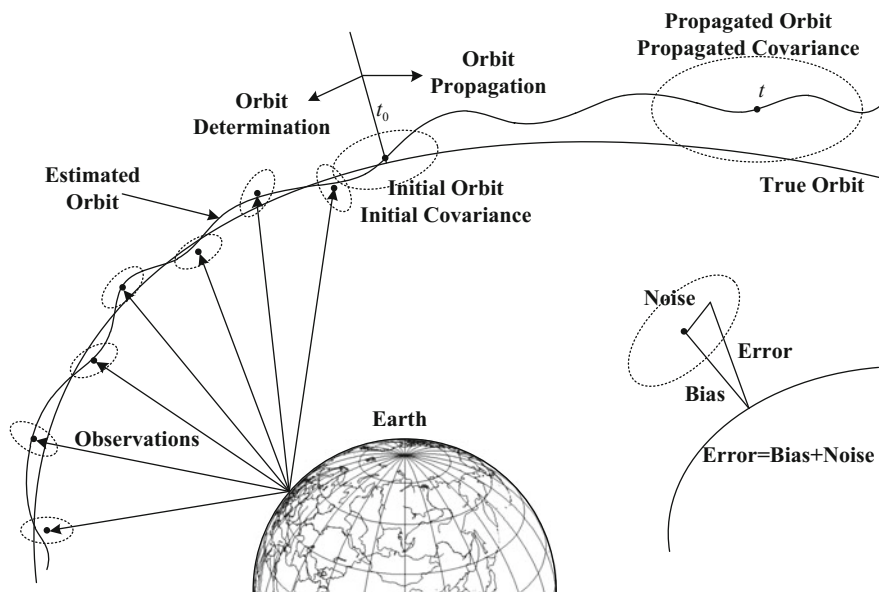 Propagated Orbit
Propagated Covariance
Orbit
Propagation
Orbit
Determination
t₀
t
Estimated
Orbit
Initial Orbit
Initial Covariance
True Orbit
Noise
Error
Bias
Observations
Earth
Error=Bias+Noise